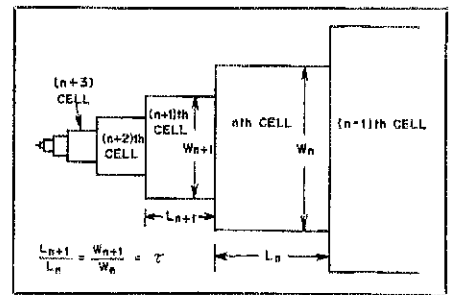 (n+3)
CELL
(n+2)th
CELL
(n+1)th
CELL
Wn+1
nth CELL
Wn
(n-1)th CELL
Ln+1
Ln
Ln+1/Ln = Wn+1/Wn = τ